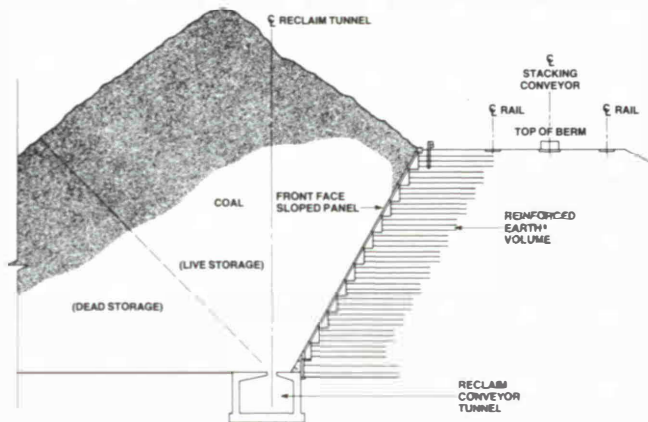 ℄ RECLAIM TUNNEL
℄
STACKING
CONVEYOR
℄ RAIL
℄ RAIL
TOP OF BERM
COAL
FRONT FACE
SLOPED PANEL
REINFORCED
EARTH®
VOLUME
(LIVE STORAGE)
(DEAD STORAGE)
RECLAIM
CONVEYOR
TUNNEL